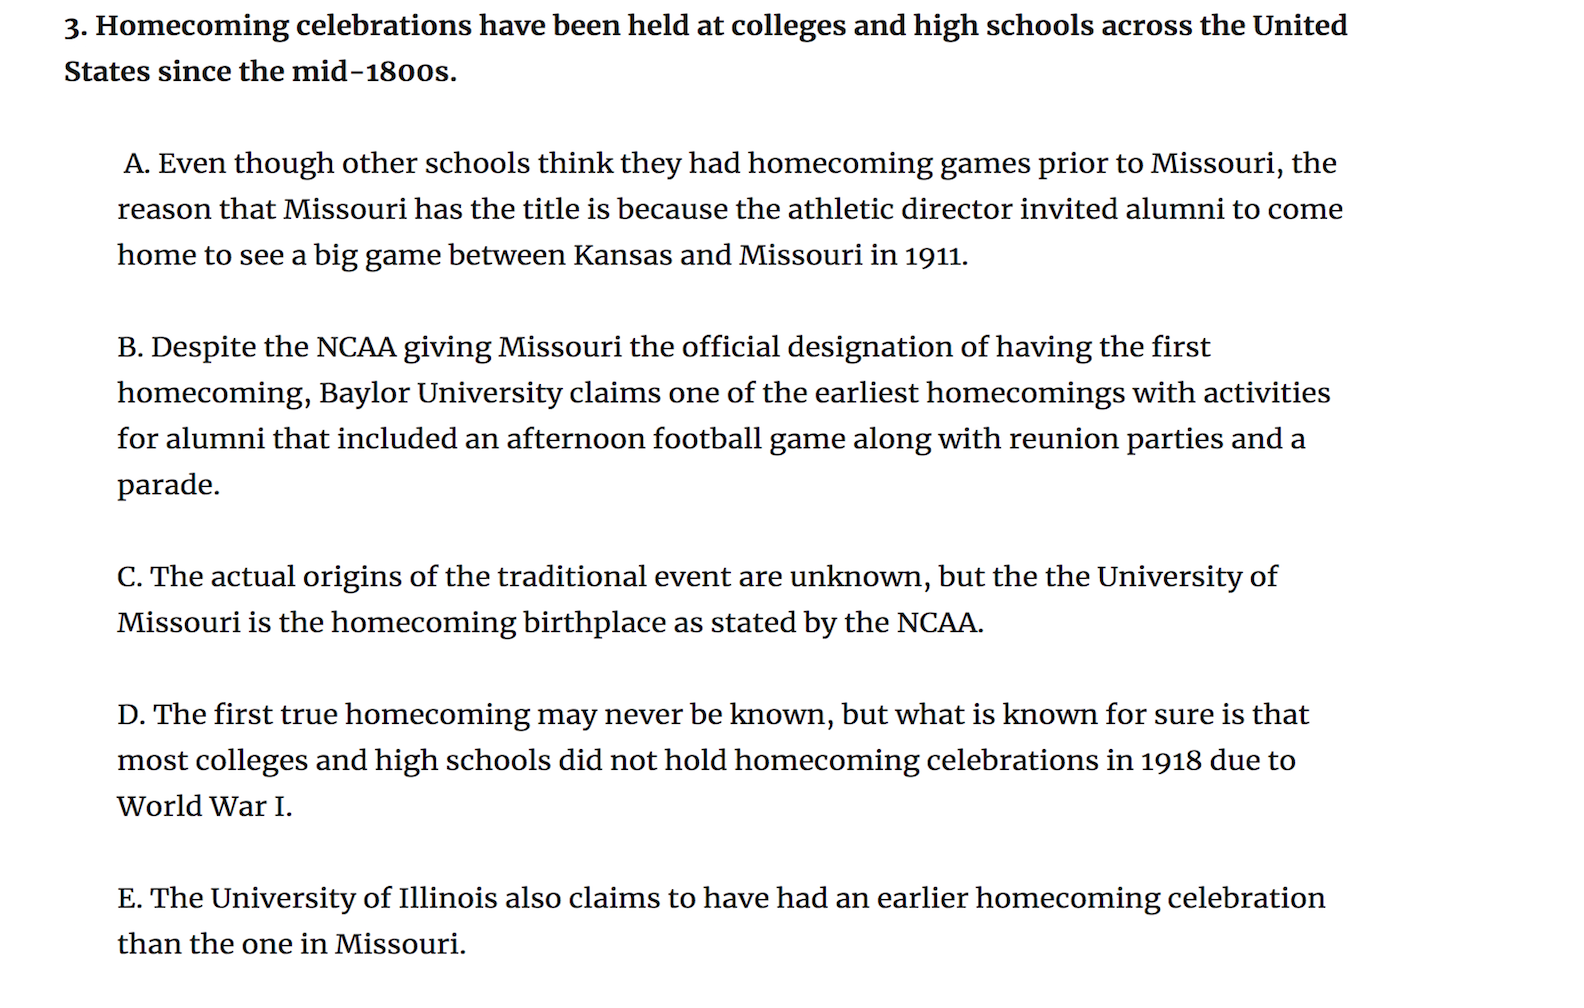 3. Homecoming celebrations have been held at colleges and high schools across the United
States since the mid-1800s.
A. Even though other schools think they had homecoming games prior to Missouri, the
reason that Missouri has the title is because the athletic director invited alumni to come
home to see a big game between Kansas and Missouri in 1911.
B. Despite the NCAA giving Missouri the official designation of having the first
homecoming, Baylor University claims one of the earliest homecomings with activities
for alumni that included an afternoon football game along with reunion parties and a
parade.
C. The actual origins of the traditional event are unknown, but the the University of
Missouri is the homecoming birthplace as stated by the NCAA.
D. The first true homecoming may never be known, but what is known for sure is that
most colleges and high schools did not hold homecoming celebrations in 1918 due to
World War I.
E. The University of Illinois also claims to have had an earlier homecoming celebration
than the one in Missouri.